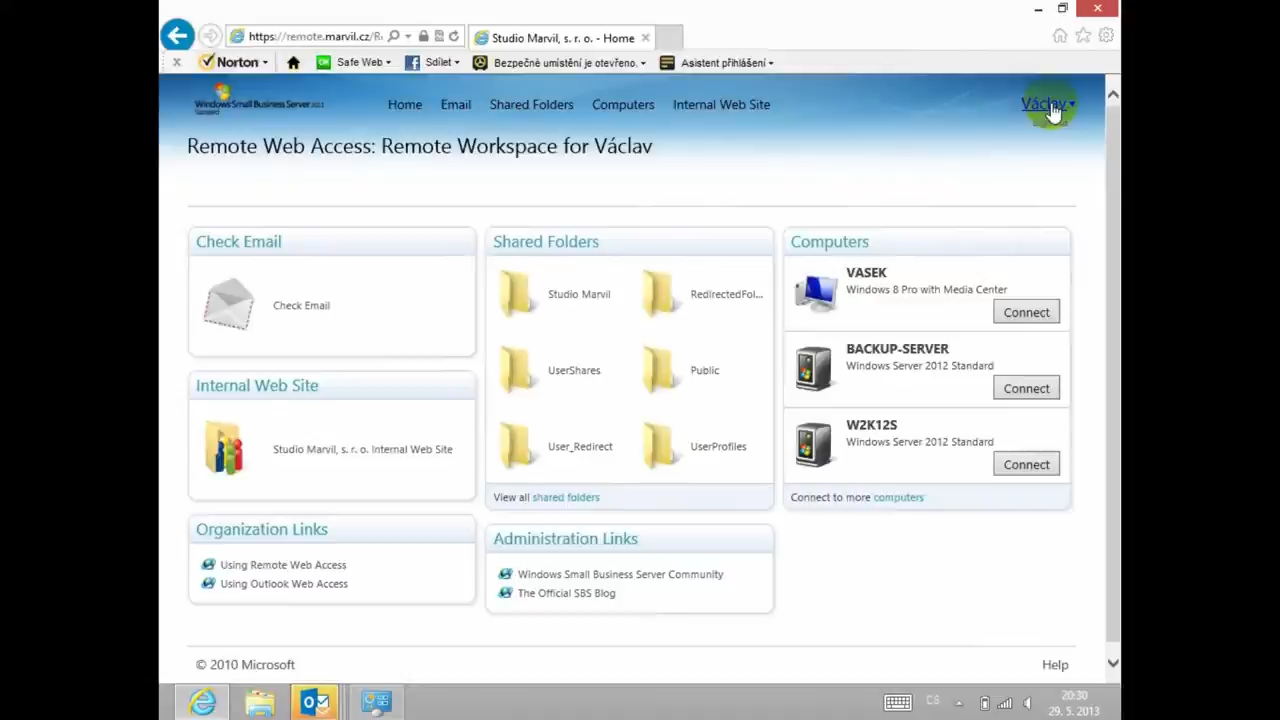 https://remote.marvil.cz/R
Studio Marvil, s. r. o. - Home
Norton
Safe Web
Sdílet
Bezpečné umístění je otevřeno.
Asistent přihlášení
Windows Small Business Server 2011
Standard
Home
Email
Shared Folders
Computers
Internal Web Site
Václav
Remote Web Access: Remote Workspace for Václav
Check Email
Check Email
Internal Web Site
Studio Marvil, s. r. o. Internal Web Site
Organization Links
Using Remote Web Access
Using Outlook Web Access
Shared Folders
Studio Marvil
RedirectedFol...
UserShares
Public
User_Redirect
UserProfiles
View all shared folders
Administration Links
Windows Small Business Server Community
The Official SBS Blog
Computers
VASEK
Windows 8 Pro with Media Center
Connect
BACKUP-SERVER
Windows Server 2012 Standard
Connect
W2K12S
Windows Server 2012 Standard
Connect
Connect to more computers
© 2010 Microsoft
Help
CS
20:30
29. 5. 2013